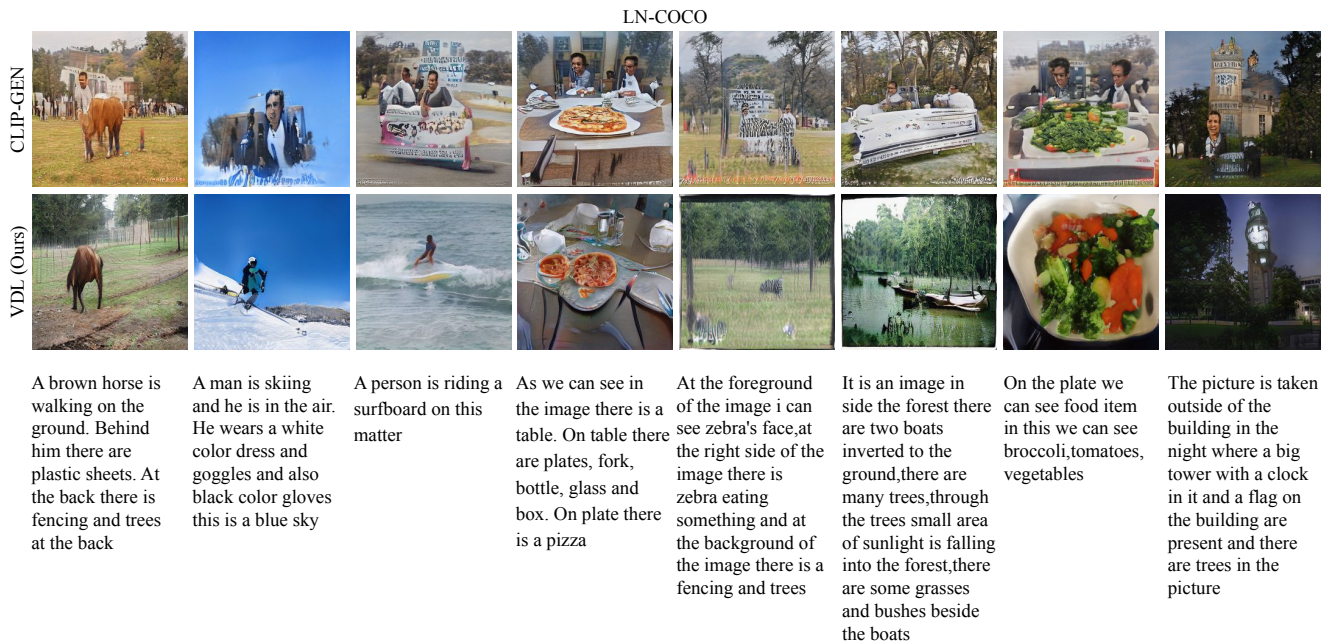 LN-COCO
CLIP-GEN
VDL (Ours)
A brown horse is
walking on the
ground. Behind
him there are
plastic sheets. At
the back there is
fencing and trees
at the back
A man is skiing
and he is in the air.
He wears a white
color dress and
goggles and also
black color gloves
this is a blue sky
A person is riding a
surfboard on this
matter
As we can see in
the image there is a
table. On table there
are plates, fork,
bottle, glass and
box. On plate there
is a pizza
At the foreground
of the image i can
see zebra's face,at
the right side of the
image there is
zebra eating
something and at
the background of
the image there is a
fencing and trees
It is an image in
side the forest there
are two boats
inverted to the
ground,there are
many trees,through
the trees small area
of sunlight is falling
into the forest,there
are some grasses
and bushes beside
the boats
On the plate we
can see food item
in this we can see
broccoli,tomatoes,
vegetables
The picture is taken
outside of the
building in the
night where a big
tower with a clock
in it and a flag on
the building are
present and there
are trees in the
picture